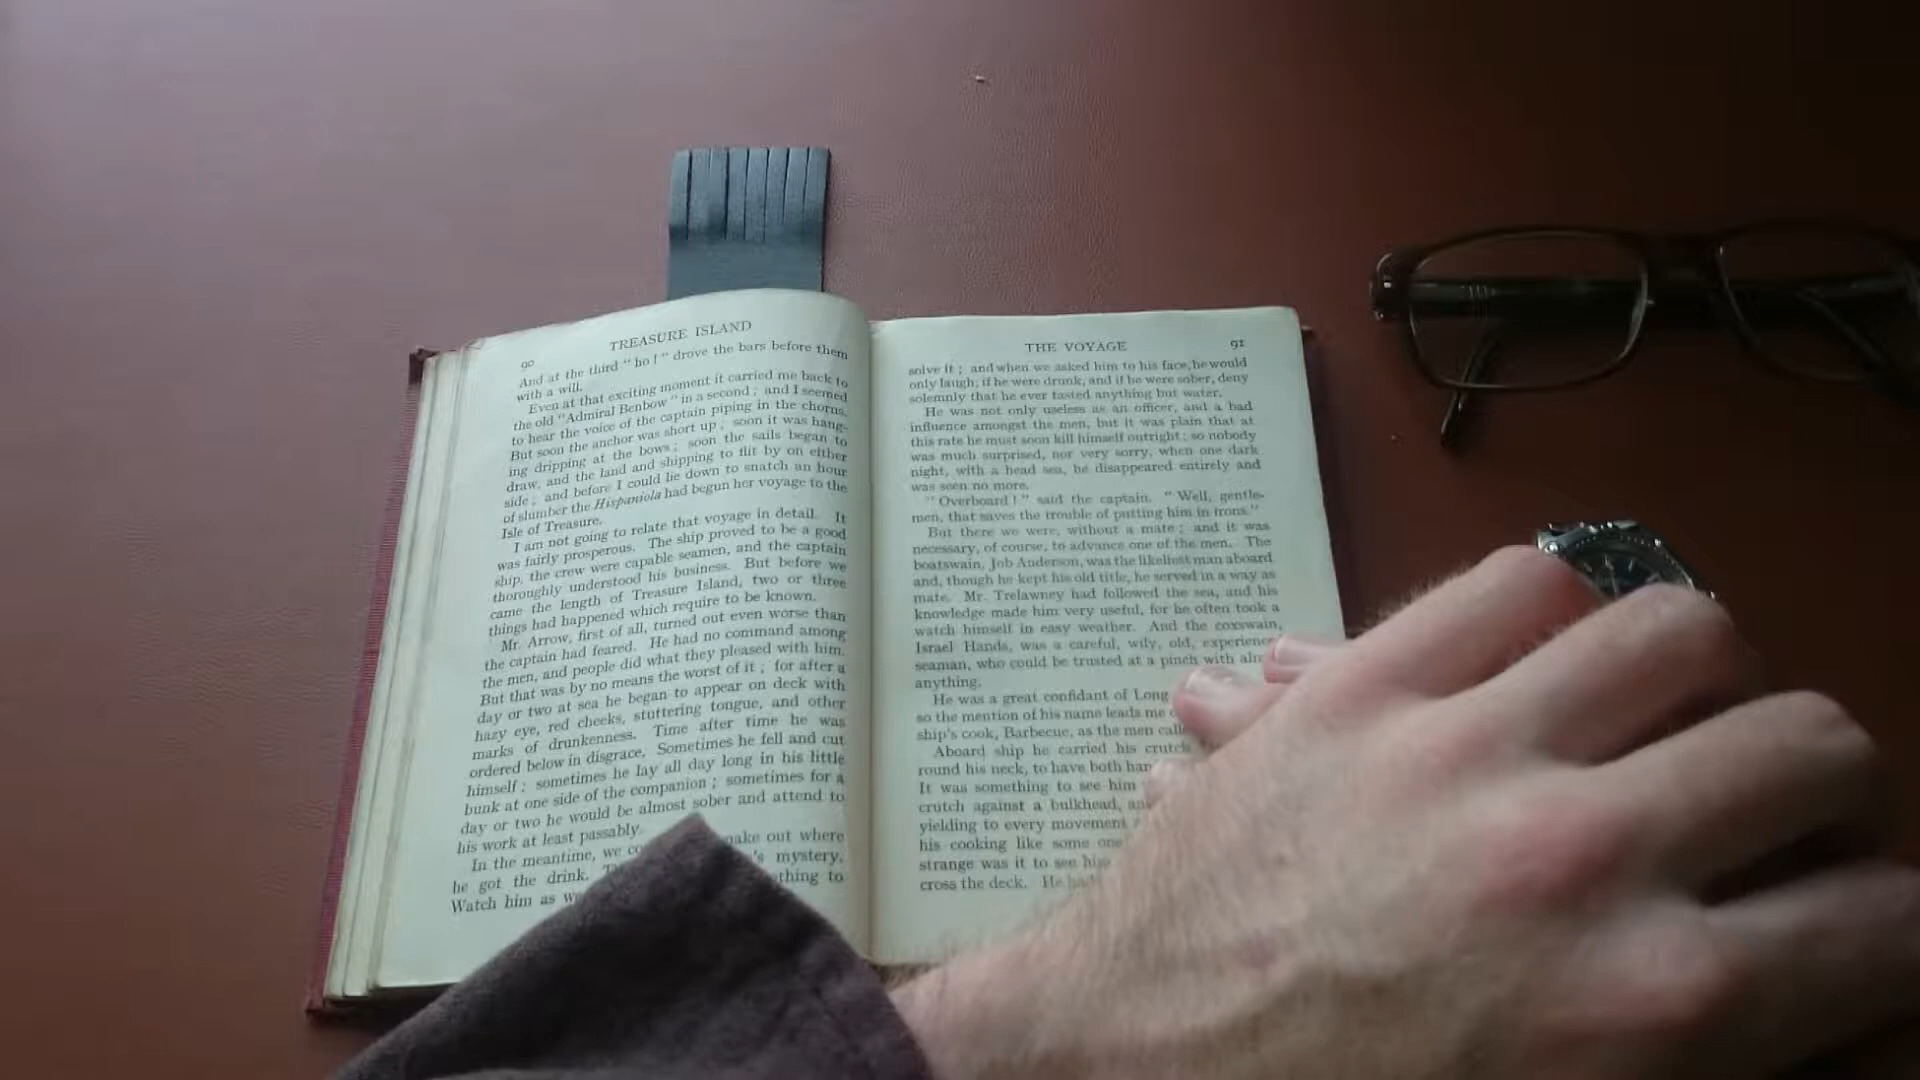 90
TREASURE ISLAND
And at the third " ho ! " drove the bars before them
with a will.
Even at that exciting moment it carried me back to
the old "Admiral Benbow " in a second ; and I seemed
to hear the voice of the captain piping in the chorus.
But soon the anchor was short up ; soon it was hang-
ing dripping at the bows ; soon the sails began to
draw, and the land and shipping to flit by on either
side ; and before I could lie down to snatch an hour
of slumber the Hispaniola had begun her voyage to the
Isle of Treasure.
I am not going to relate that voyage in detail. It
was fairly prosperous. The ship proved to be a good
ship, the crew were capable seamen, and the captain
thoroughly understood his business. But before we
came the length of Treasure Island, two or three
things had happened which require to be known.
Mr. Arrow, first of all, turned out even worse than
the captain had feared. He had no command among
the men, and people did what they pleased with him.
But that was by no means the worst of it ; for after a
day or two at sea he began to appear on deck with
hazy eye, red cheeks, stuttering tongue, and other
marks of drunkenness. Time after time he was
ordered below in disgrace. Sometimes he fell and cut
himself ; sometimes he lay all day long in his little
bunk at one side of the companion ; sometimes for a
day or two he would be almost sober and attend to
his work at least passably.
In the meantime, we make out where
he got the drink. mystery.
Watch him as
THE VOYAGE
91
solve it ; and when we asked him to his face, he would
only laugh, if he were drunk, and if he were sober, deny
solemnly that he ever tasted anything but water.
He was not only useless as an officer, and a bad
influence amongst the men, but it was plain that at
this rate he must soon kill himself outright ; so nobody
was much surprised, nor very sorry, when one dark
night, with a head sea, he disappeared entirely and
was seen no more.
" Overboard ! " said the captain. " Well, gentle-
men, that saves the trouble of putting him in irons."
But there we were, without a mate ; and it was
necessary, of course, to advance one of the men. The
boatswain, Job Anderson, was the likeliest man aboard
and, though he kept his old title, he served in a way as
mate. Mr. Trelawney had followed the sea, and his
knowledge made him very useful, for he often took a
watch himself in easy weather. And the coxswain,
Israel Hands, was a careful, wily, old, experience
seaman, who could be trusted at a pinch with
anything.
He was a great confidant of Long
so the mention of his name leads me
ship's cook, Barbecue, as the men
Aboard ship he carried his crutch
round his neck, to have both
It was something to see him
crutch against a bulkhead,
yielding to every movement
his cooking like some one
strange was it to see him
cross the deck. He had